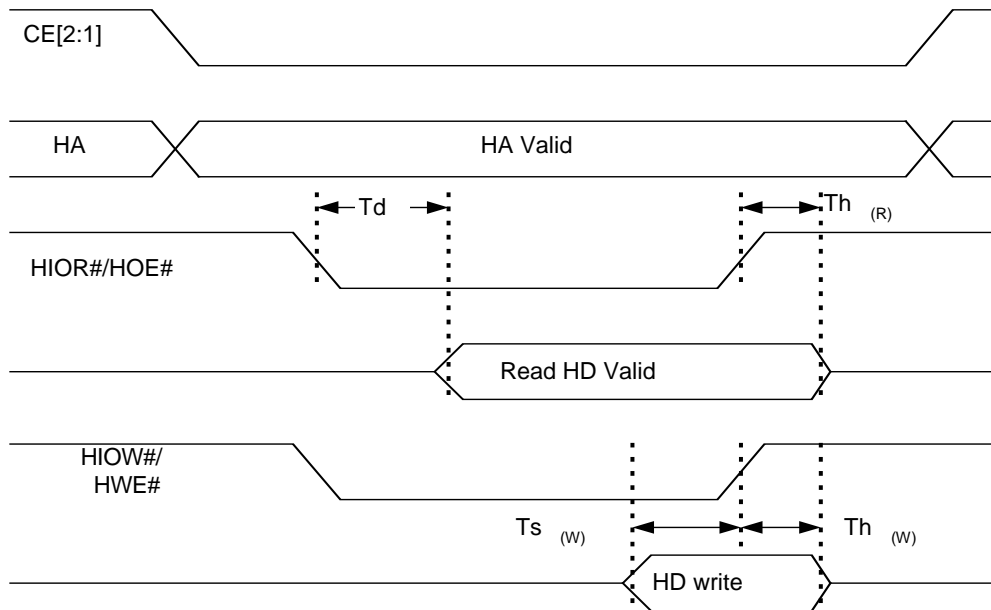 CE[2:1]
HA
HA Valid
Td
Th (R)
HIOR#/HOE#
Read HD Valid
HIOW#/
HWE#
Ts (W)
Th (W)
HD write